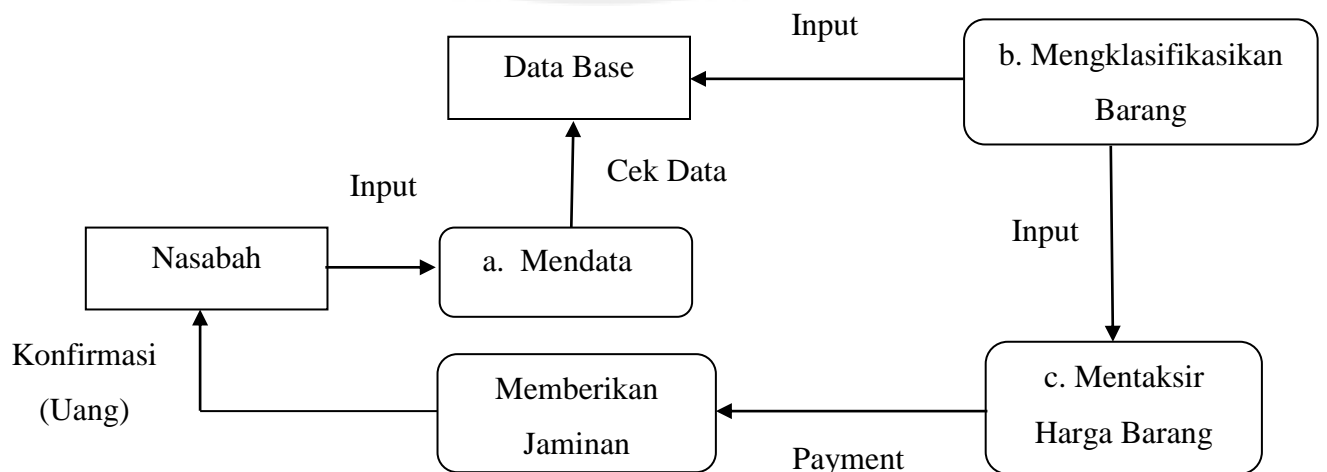 Input
Data Base
b. Mengklasifikasikan
Barang
Cek Data
Input
Input
Nasabah
a. Mendata
Konfirmasi
(Uang)
Memberikan
Jaminan
c. Mentaksir
Harga Barang
Payment